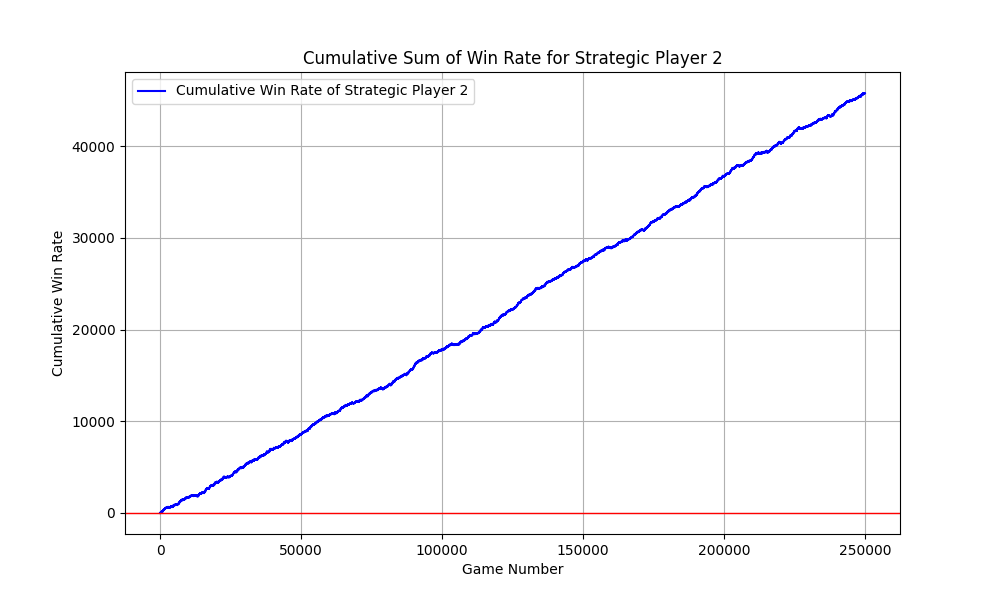 Cumulative Sum of Win Rate for Strategic Player 2
Cumulative Win Rate of Strategic Player 2
Cumulative Win Rate
40000
30000
20000
10000
0
0 50000 100000 150000 200000 250000
Game Number